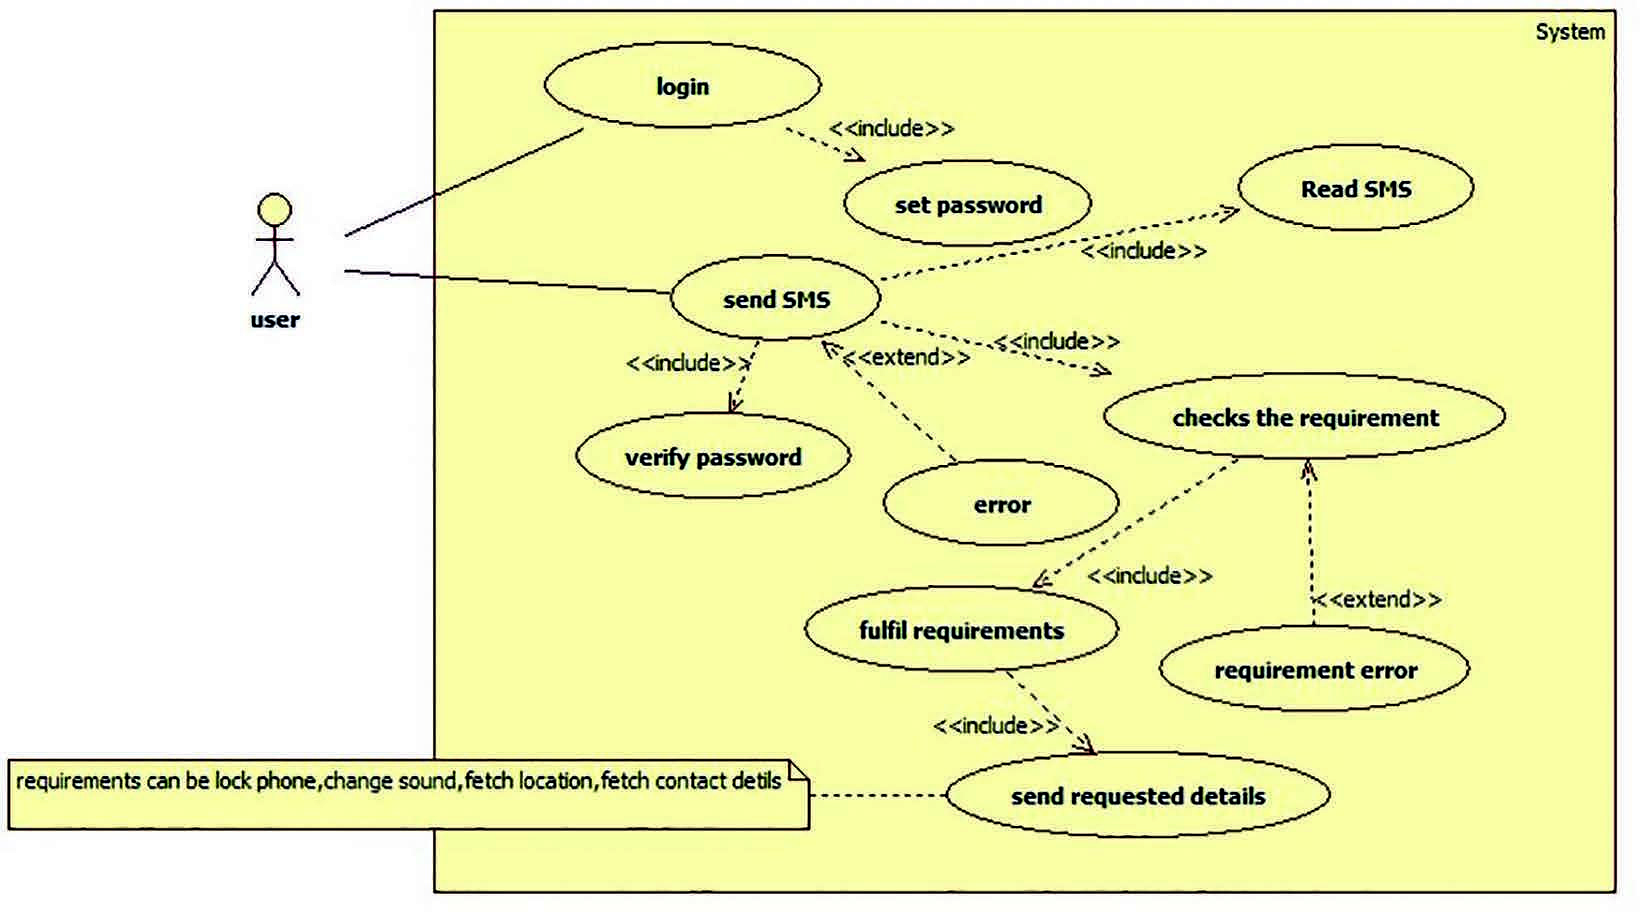 System
login
<<include>>
set password
Read SMS
<<include>>
send SMS
user
<<include>>
<<extend>>
<<include>>
checks the requirement
verify password
error
<<include>>
<<extend>>
fulfil requirements
requirement error
<<include>>
requirements can be lock phone,change sound,fetch location,fetch contact detils
send requested details